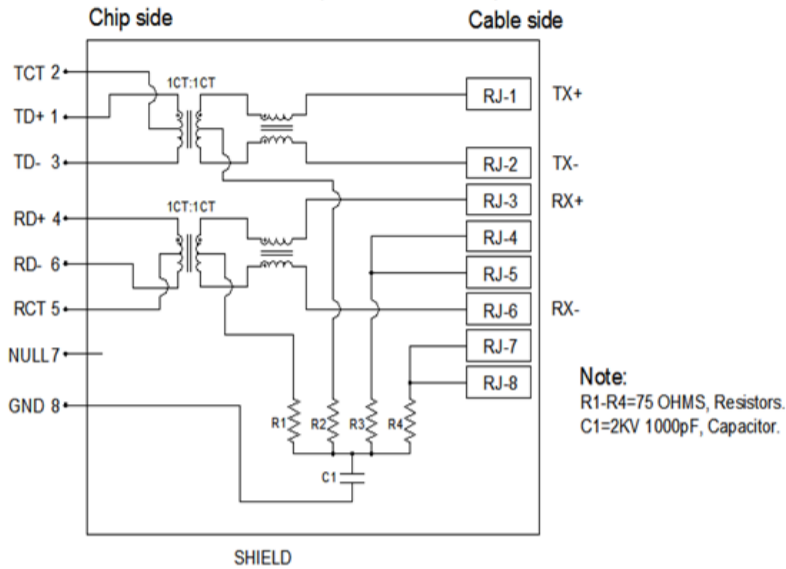 Chip side
Cable side
TCT 2
1CT:1CT
RJ-1
TX+
TD+ 1
TD- 3
RJ-2
TX-
RJ-3
RX+
1CT:1CT
RD+ 4
RJ-4
RD- 6
RJ-5
RCT 5
RJ-6
RX-
NULL7
RJ-7
RJ-8
GND 8
R1
R2
R3
R4
C1
Note:
R1-R4=75 OHMS, Resistors.
C1=2KV 1000pF, Capacitor.
SHIELD